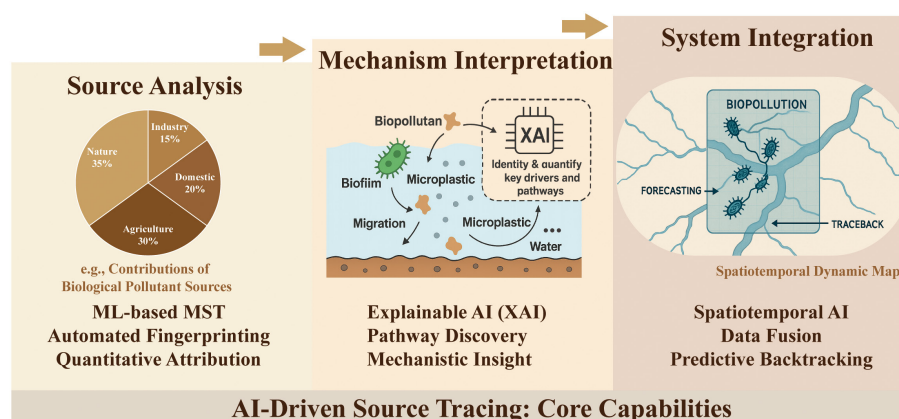 Source Analysis
Nature
35%
Industry
15%
Domestic
20%
Agriculture
30%
e.g., Contributions of
Biological Pollutant Sources
ML-based MST
Automated Fingerprinting
Quantitative Attribution
Mechanism Interpretation
Biopollutan
XAI
Identity & quantify
key drivers and
pathways
Biofiim
Microplastic
Migration
Microplastic
Water
Explainable AI (XAI)
Pathway Discovery
Mechanistic Insight
System Integration
BIOPOLLUTION
FORECASTING
TRACEBACK
Spatiotemporal Dynamic Map
Spatiotemporal AI
Data Fusion
Predictive Backtracking
AI-Driven Source Tracing: Core Capabilities